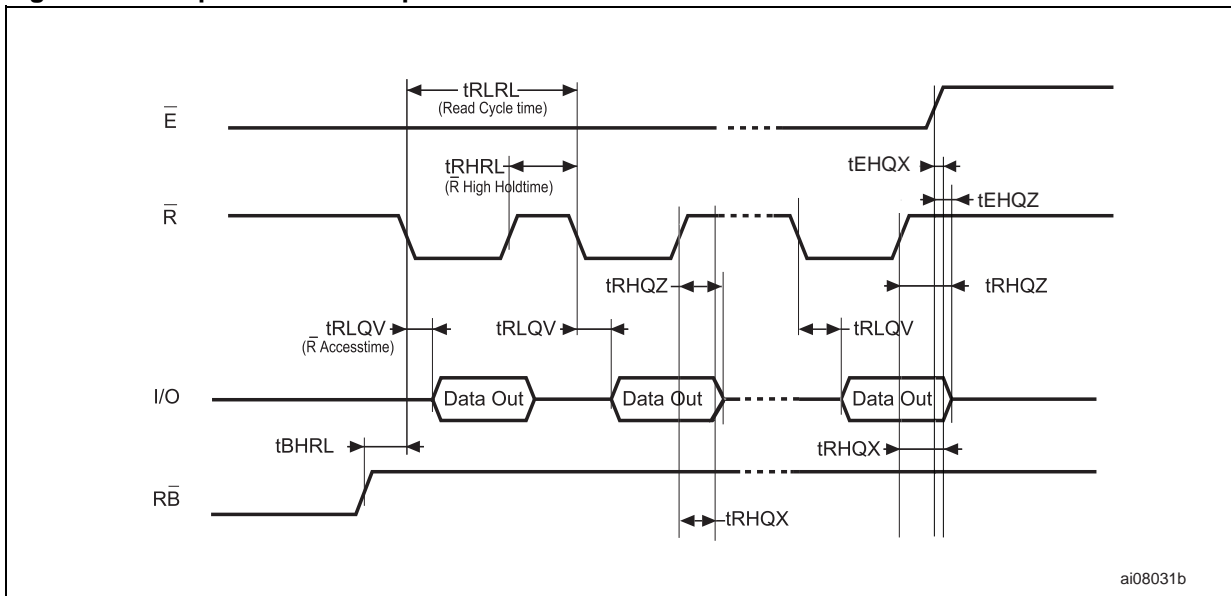 tRLRL
(Read Cycle time)
E̅
tRHRL
(R̅ High Holdtime)
tEHQX
tEHQZ
R̅
tRHQZ
tRHQZ
tRLQV
(R̅ Accesstime)
tRLQV
tRLQV
I/O
Data Out
Data Out
Data Out
tBHRL
tRHQX
RB̅
tRHQX
ai08031b